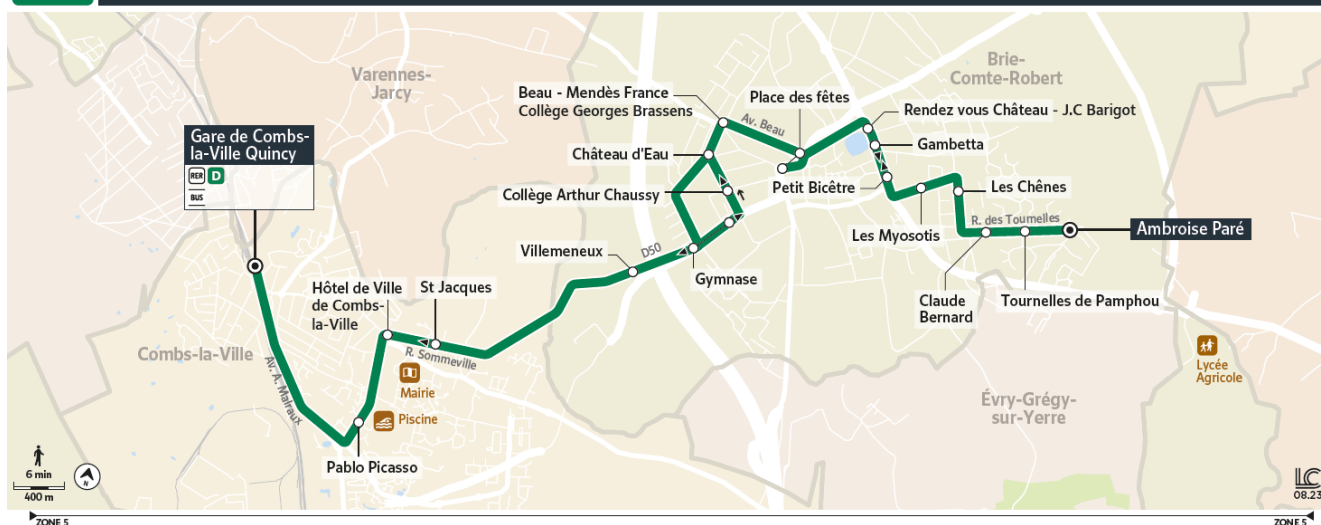 Varennes-
Jarcy
Brie-
Comte-Robert
Beau - Mendès France
Collège Georges Brassens
Place des fêtes
Rendez vous Château - J.C Barigot
Av. Beau
Gare de Combs-
la-Ville Quincy
RER D
BUS
Château d'Eau
Gambetta
Collège Arthur Chaussy
Petit Bicêtre
Les Chênes
R. des Tournelles
Ambroise Paré
Les Myosotis
Villemeneux
D50
Gymnase
Hôtel de Ville
de Combs-
la-Ville
St Jacques
Claude
Bernard
Tournelles de Pamphou
Combs-la-Ville
R. Sommeville
Av. A. Malraux
Mairie
Piscine
Lycée
Agricole
Évry-Grégy-
sur-Yerre
Pablo Picasso
6 min
400 m
N
LC
08.23
ZONE 5
ZONE 5